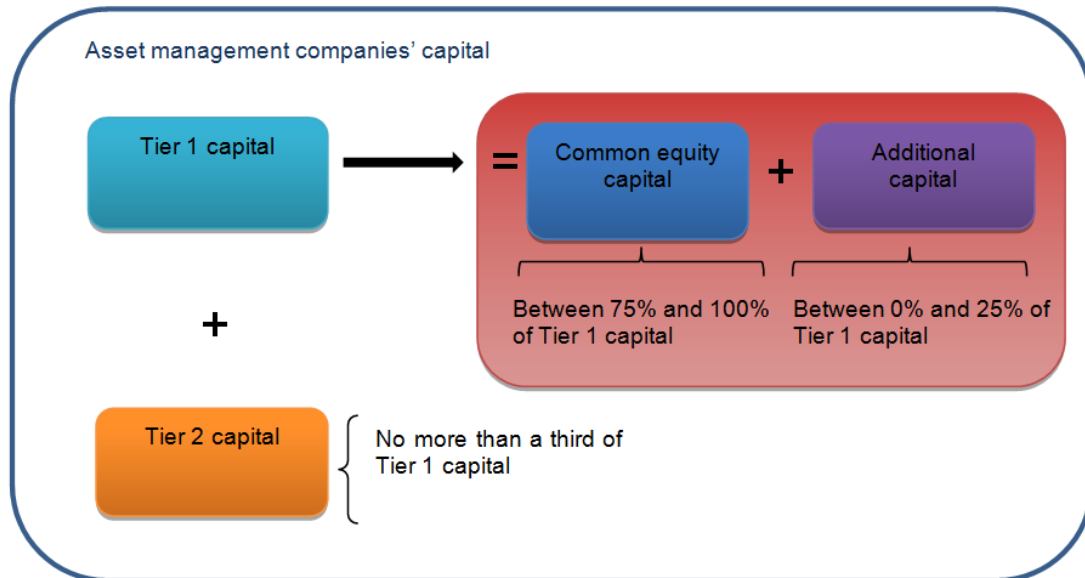 Asset management companies’ capital
Tier 1 capital
=
Common equity
capital
+
Additional
capital
Between 75% and 100%
of Tier 1 capital
Between 0% and 25% of
Tier 1 capital
+
Tier 2 capital
No more than a third of
Tier 1 capital